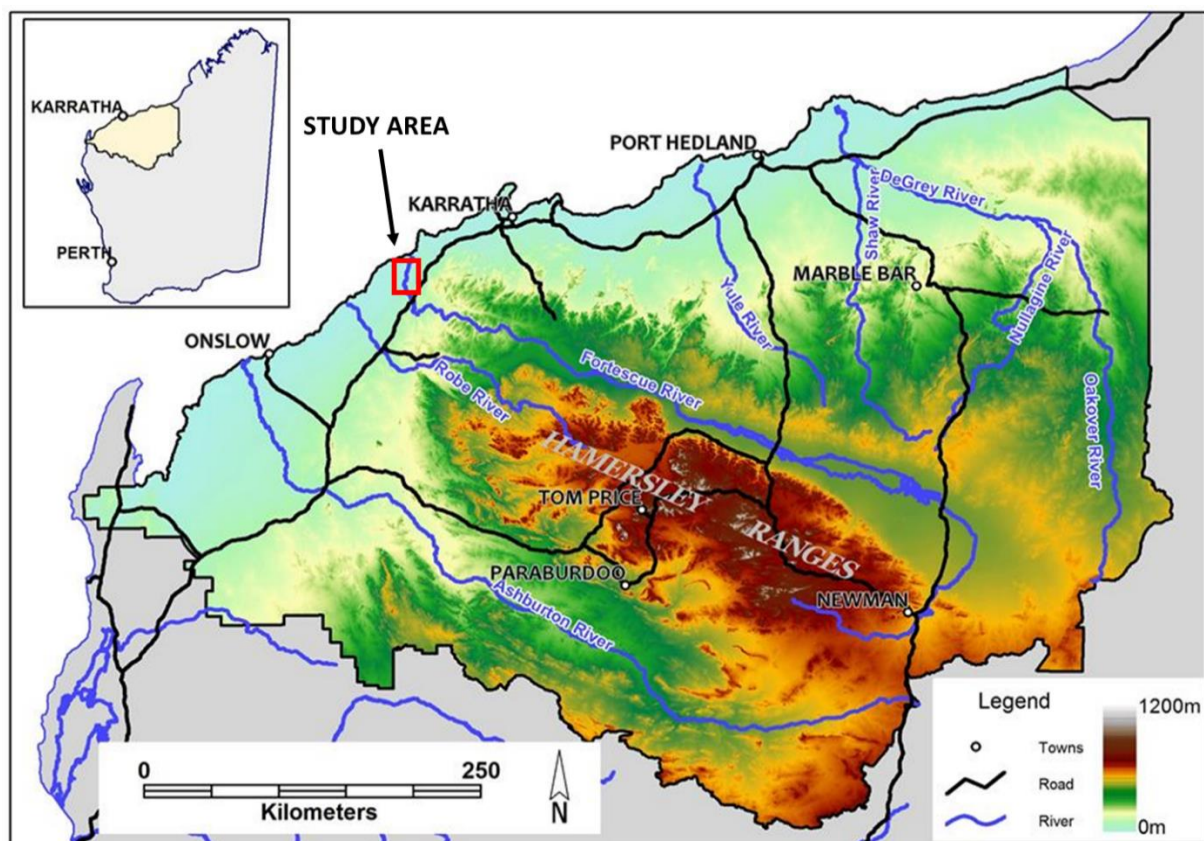 KARRATHA
PERTH
STUDY AREA
KARRATHA
PORT HEDLAND
DeGrey River
Shaw River
Nullagine River
MARBLE BAR
Yule River
Oakover River
ONSLOW
Robe River
Fortescue River
HAMERSLEY RANGES
TOM PRICE
PARABURDOO
NEWMAN
Ashburton River
0 250
Kilometers
N
Legend
Towns
Road
River
1200m
0m